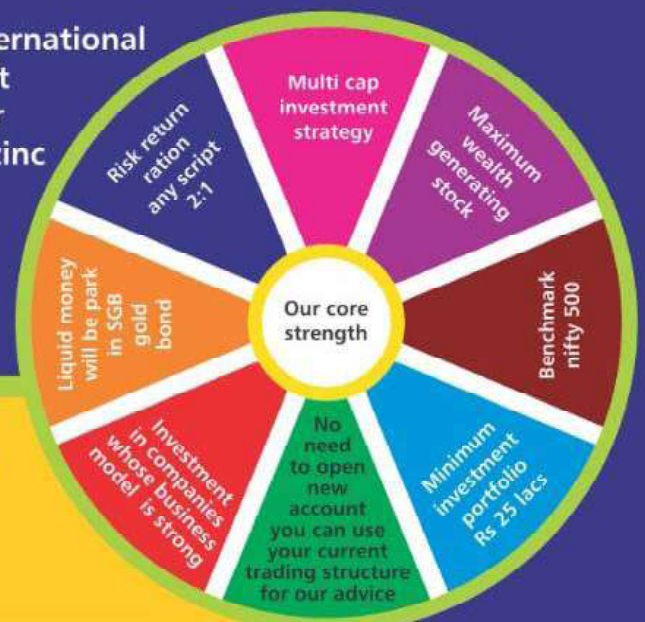 ernational
t
zinc
Multi cap
investment
strategy
Maximum
wealth
generating
stock
Benchmark
nifty 500
Minimum
investment
portfolio
Rs 25 lacs
No
need
to open
new
account
you can use
your current
trading structure
for our advice
Investment
in companies
whose business
model is strong
Liquid money
will be park
in SGB
gold
bond
Risk return
ration
any script
2:1
Our core
strength